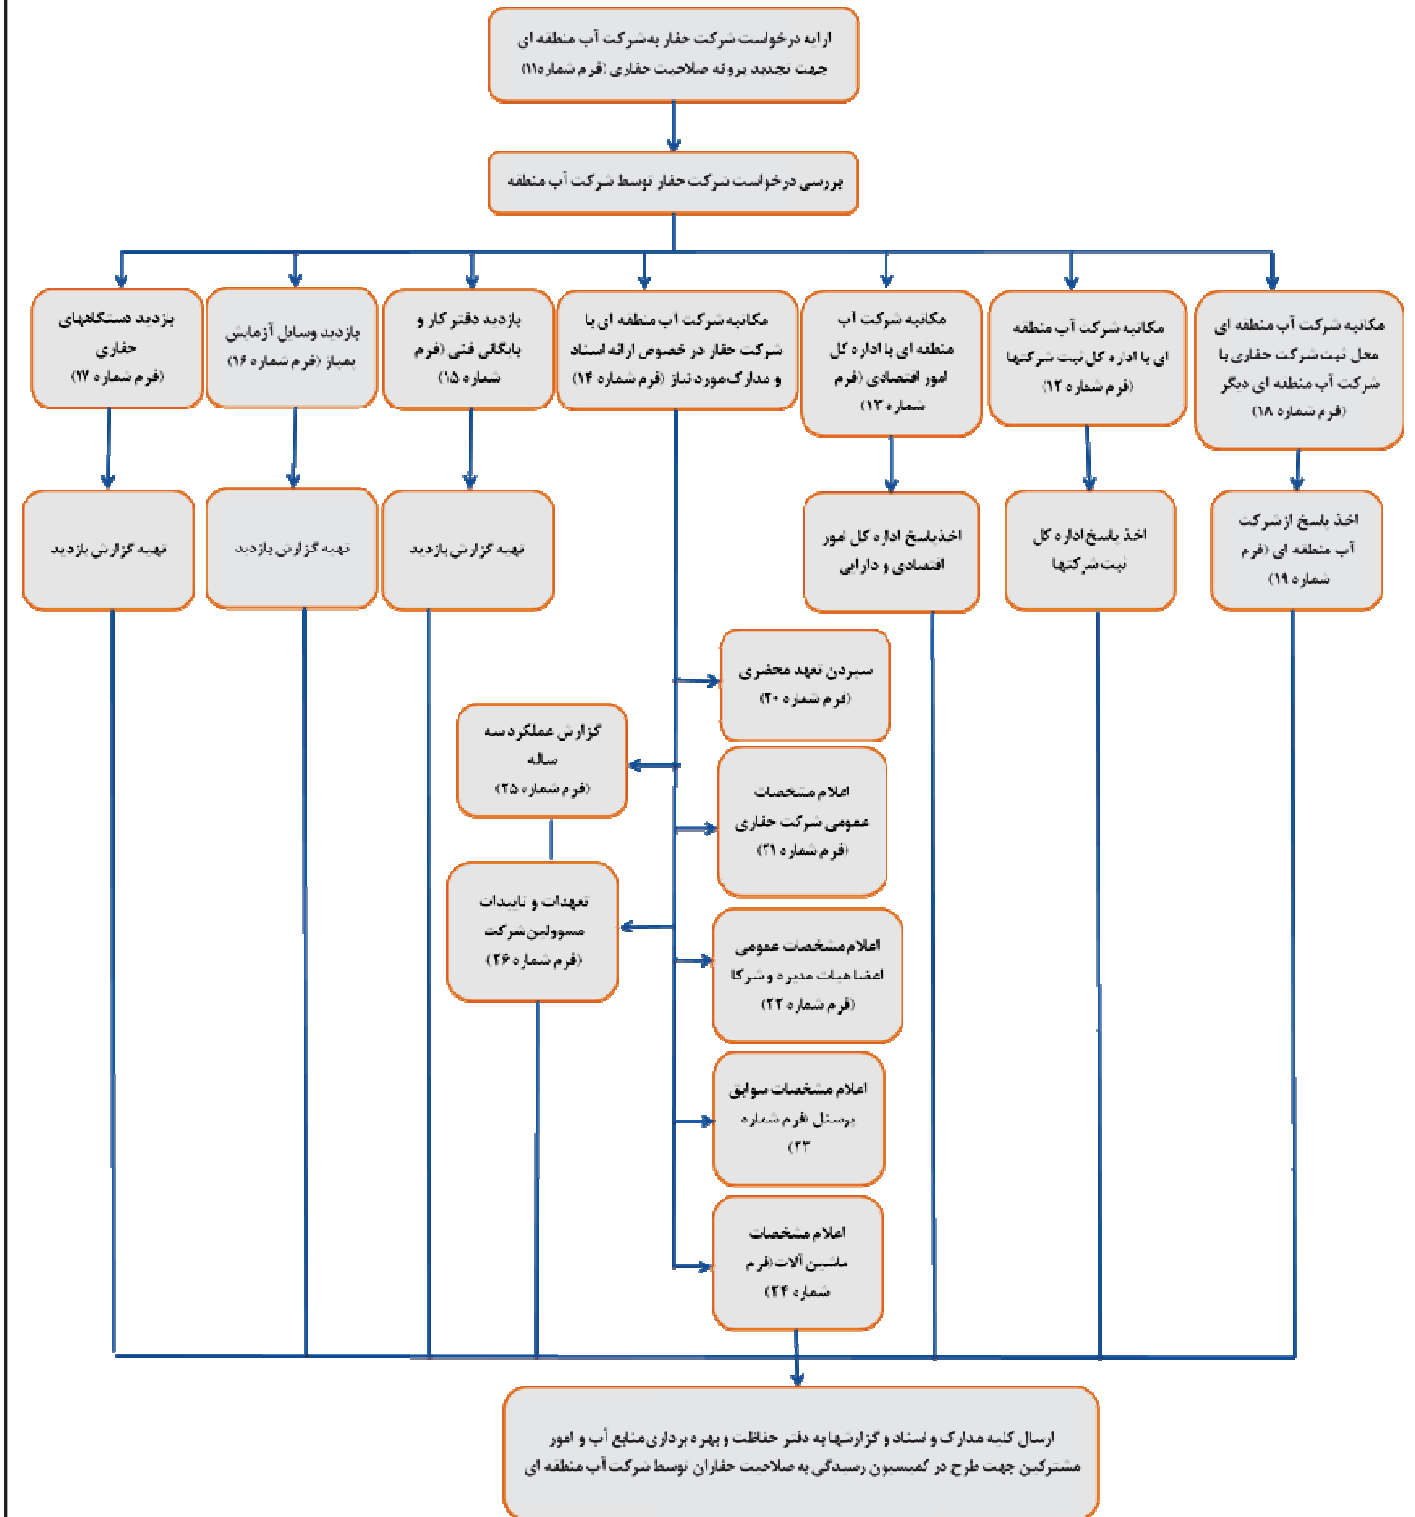 ارایه درخواست شرکت حفار به شرکت آب منطقه ای
جهت تجدید پروانه صلاحیت حفاری (فرم شماره ۱۱)
بررسی درخواست شرکت حفار توسط شرکت آب منطقه
مکاتبه شرکت آب منطقه ای
محل ثبت شرکت حفاری با
شرکت آب منطقه ای دیگر
(فرم شماره ۱۸)
مکاتبه شرکت آب منطقه
ای با اداره کل ثبت شرکتها
(فرم شماره ۱۲)
مکاتبه شرکت آب
منطقه ای با اداره کل
امور اقتصادی (فرم
شماره ۱۳)
مکاتبه شرکت آب منطقه ای با
شرکت حفار در خصوص ارائه اسناد
و مدارک مورد نیاز (فرم شماره ۱۴)
بازدید دفتر کار و
بایگانی فنی (فرم
شماره ۱۵)
بازدید وسایل آزمایش
پمپاژ (فرم شماره ۱۶)
بازدید دستگاههای
حفاری
(فرم شماره ۱۷)
اخذ پاسخ از شرکت
آب منطقه ای (فرم
شماره ۱۹)
اخذ پاسخ اداره کل
ثبت شرکتها
اخذ پاسخ اداره کل امور
اقتصادی و دارایی
تهیه گزارش بازدید
تهیه گزارش بازدید
تهیه گزارش بازدید
سپردن تعهد محضری
(فرم شماره ۲۰)
گزارش عملکرد سه
ساله
(فرم شماره ۲۵)
اعلام مشخصات
عمومی شرکت حفاری
(فرم شماره ۲۱)
تعهدات و تاییدات
مسوولین شرکت
(فرم شماره ۲۶)
اعلام مشخصات عمومی
اعضا هیات مدیره و شرکا
(فرم شماره ۲۲)
اعلام مشخصات سوابق
پرسنل (فرم شماره
۲۳)
اعلام مشخصات
ماشین آلات (فرم
شماره ۲۴)
ارسال کلیه مدارک و اسناد و گزارشها به دفتر حفاظت و بهره برداری منابع آب و امور
مشترکین جهت طرح در کمیسیون رسیدگی به صلاحیت حفاران توسط شرکت آب منطقه ای